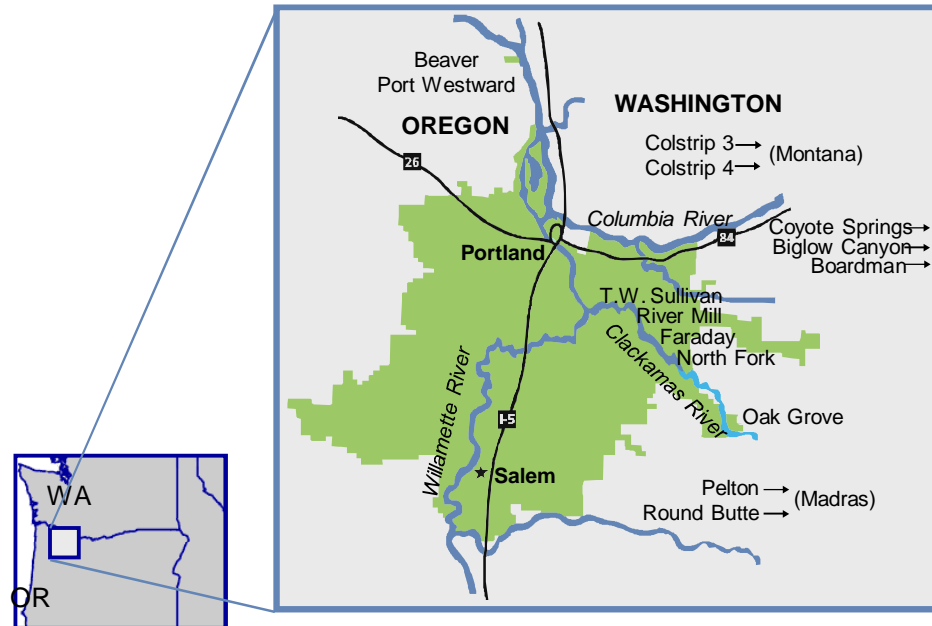 Beaver
Port Westward
WASHINGTON
OREGON
Colstrip 3
Colstrip 4
(Montana)
26
Columbia River
84
Coyote Springs
Biglow Canyon
Boardman
Portland
T.W. Sullivan
River Mill
Faraday
North Fork
Clackamas River
Willamette River
I-5
Oak Grove
Salem
Pelton
Round Butte
(Madras)
WA
OR